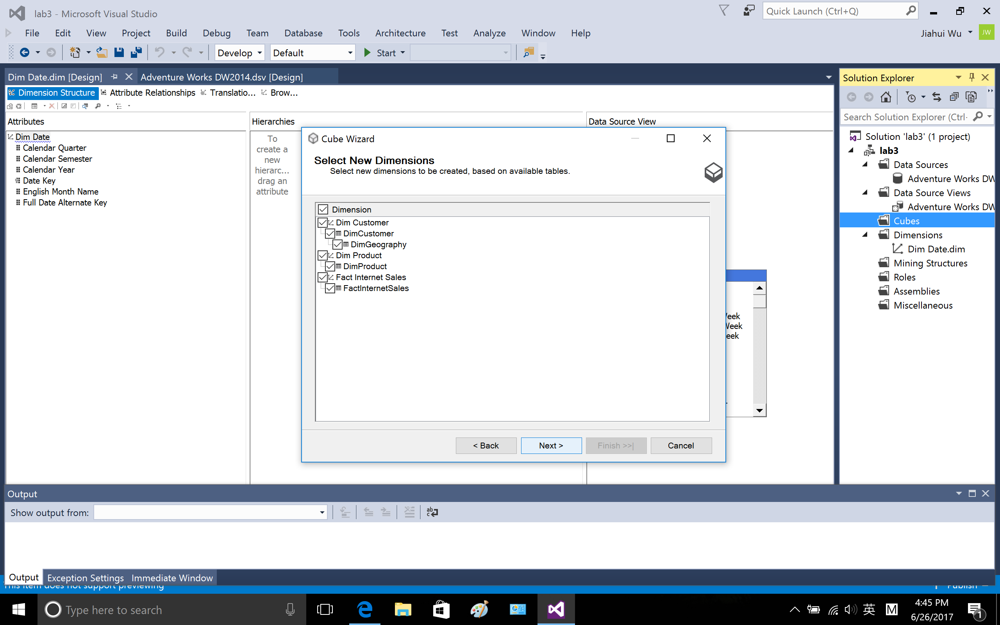 lab3 - Microsoft Visual Studio
Quick Launch (Ctrl+Q)
File Edit View Project Build Debug Team Database Tools Architecture Test Analyze Window Help
Jiahui Wu
JW
Develop Default Start
Dim Date.dim [Design] Adventure Works DW2014.dsv [Design]
Dimension Structure Attribute Relationships Translatio... Brow...
Attributes
Dim Date
Calendar Quarter
Calendar Semester
Calendar Year
Date Key
English Month Name
Full Date Alternate Key
Hierarchies
To
create a
new
hierarc...
drag an
attribute
Data Source View
eek
Week
eek
Cube Wizard
Select New Dimensions
Select new dimensions to be created, based on available tables.
Dimension
Dim Customer
DimCustomer
DimGeography
Dim Product
DimProduct
Fact Internet Sales
FactInternetSales
< Back Next > Finish >>| Cancel
Solution Explorer
Search Solution Explorer (Ctrl-
Solution 'lab3' (1 project)
lab3
Data Sources
Adventure Works DW
Data Source Views
Adventure Works DW
Cubes
Dimensions
Dim Date.dim
Mining Structures
Roles
Assemblies
Miscellaneous
Output
Show output from:
Output Exception Settings Immediate Window
This item does not support previewing
Publish
Type here to search
英
M
4:45 PM
6/26/2017
1